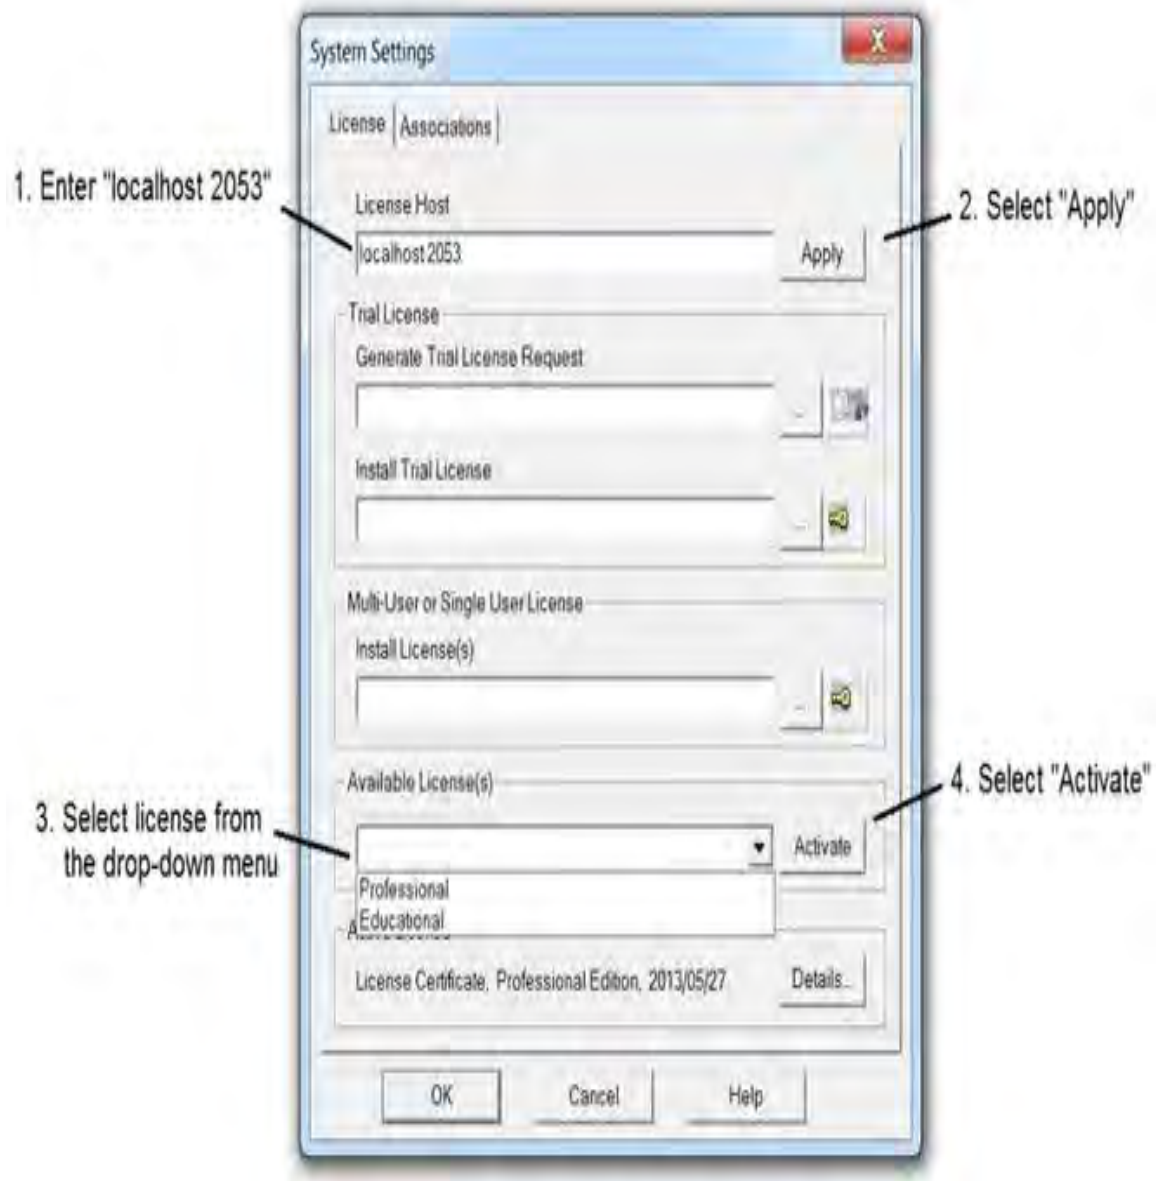 System Settings
X
License Associations
1. Enter "localhost 2053"
License Host
localhost 2053
Apply
2. Select "Apply"
Trial License
Generate Trial License Request
...
Install Trial License
...
Multi-User or Single User License
Install License(s)
...
Available License(s)
3. Select license from
the drop-down menu
Activate
4. Select "Activate"
Professional
Educational
License Certificate, Professional Edition, 2013/05/27
Details...
OK Cancel Help